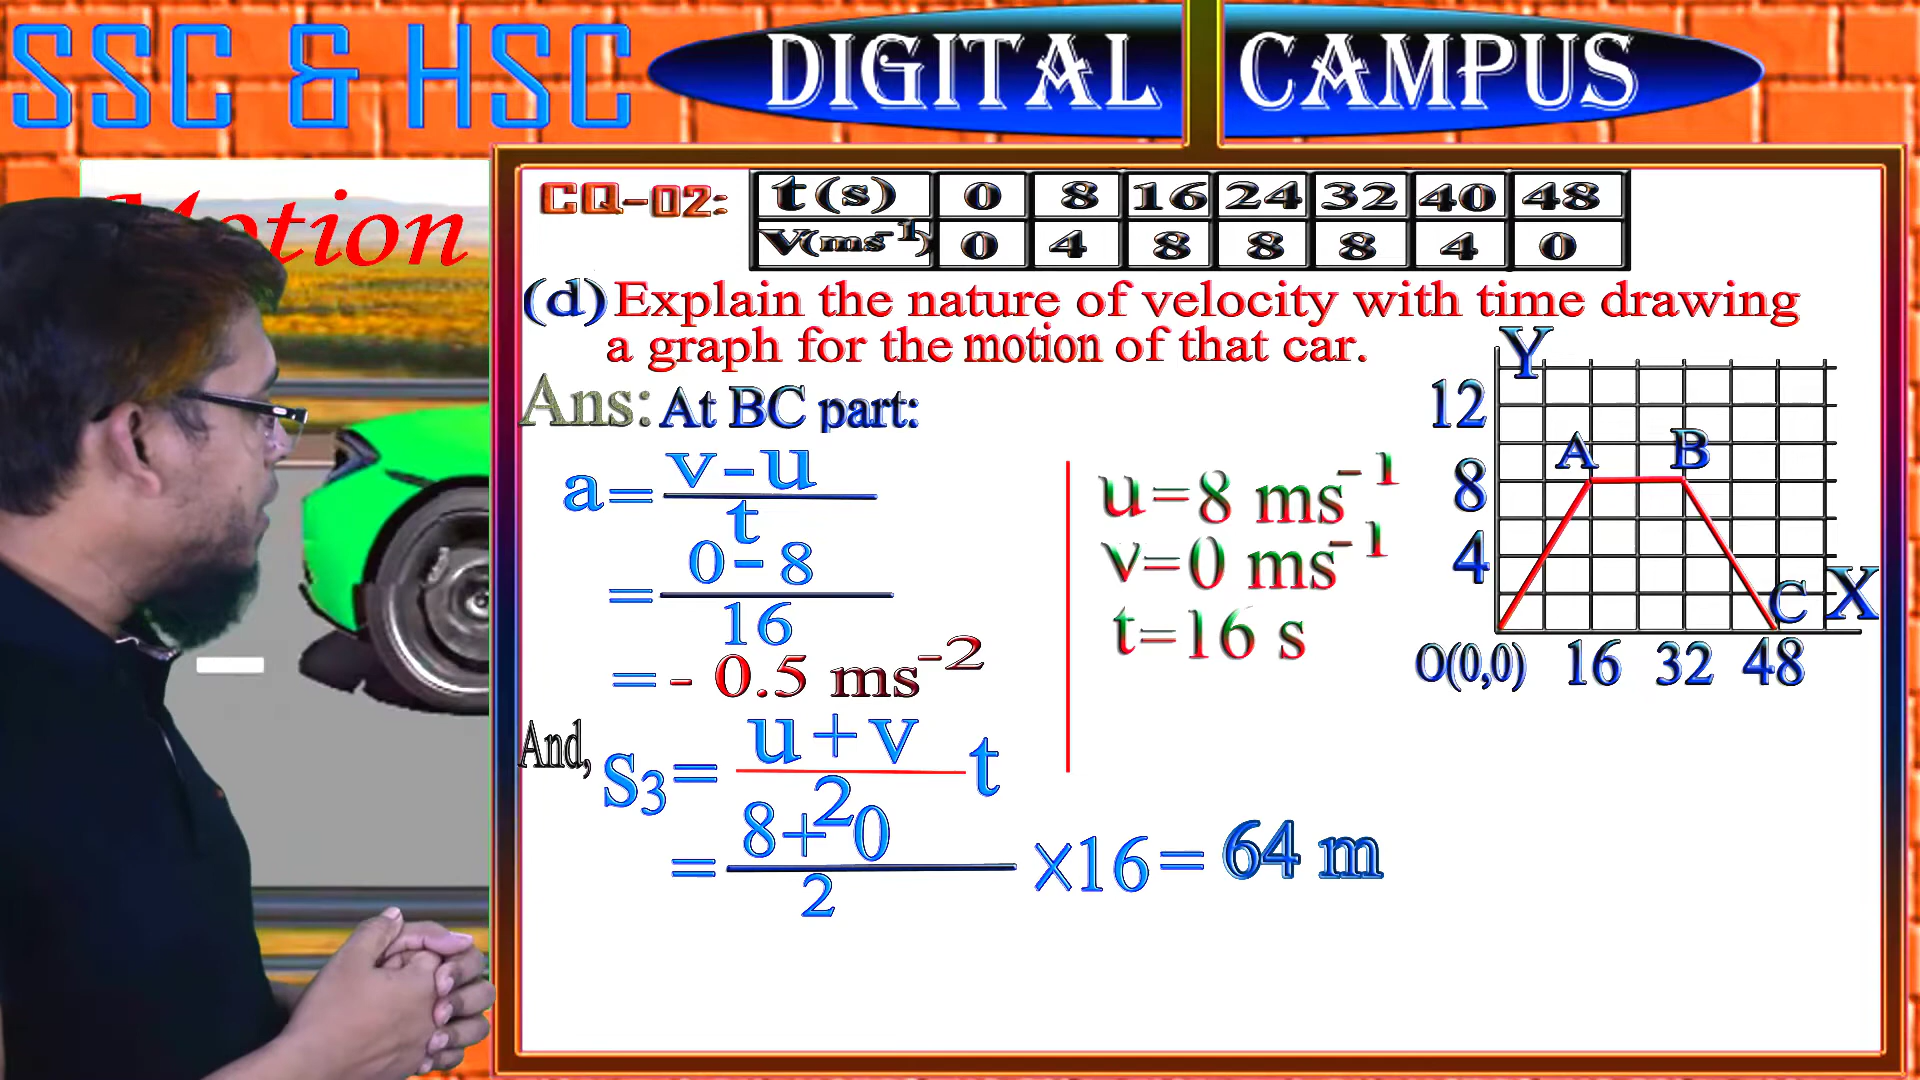 SSC & HSC DIGITAL CAMPUS
Motion
CQ-02:
t(s) 0 8 16 24 32 40 48
V(ms⁻¹) 0 4 8 8 8 4 0
(d) Explain the nature of velocity with time drawing
a graph for the motion of that car.
Ans: At BC part:
a = (v-u)/t
= (0-8)/16
= - 0.5 ms⁻²
u=8 ms⁻¹
v=0 ms⁻¹
t=16 s
And, s₃ = (u+v)/2 t
= (8+0)/2 ×16 = 64 m
Y
12
8
4
A B
C X
O(0,0) 16 32 48